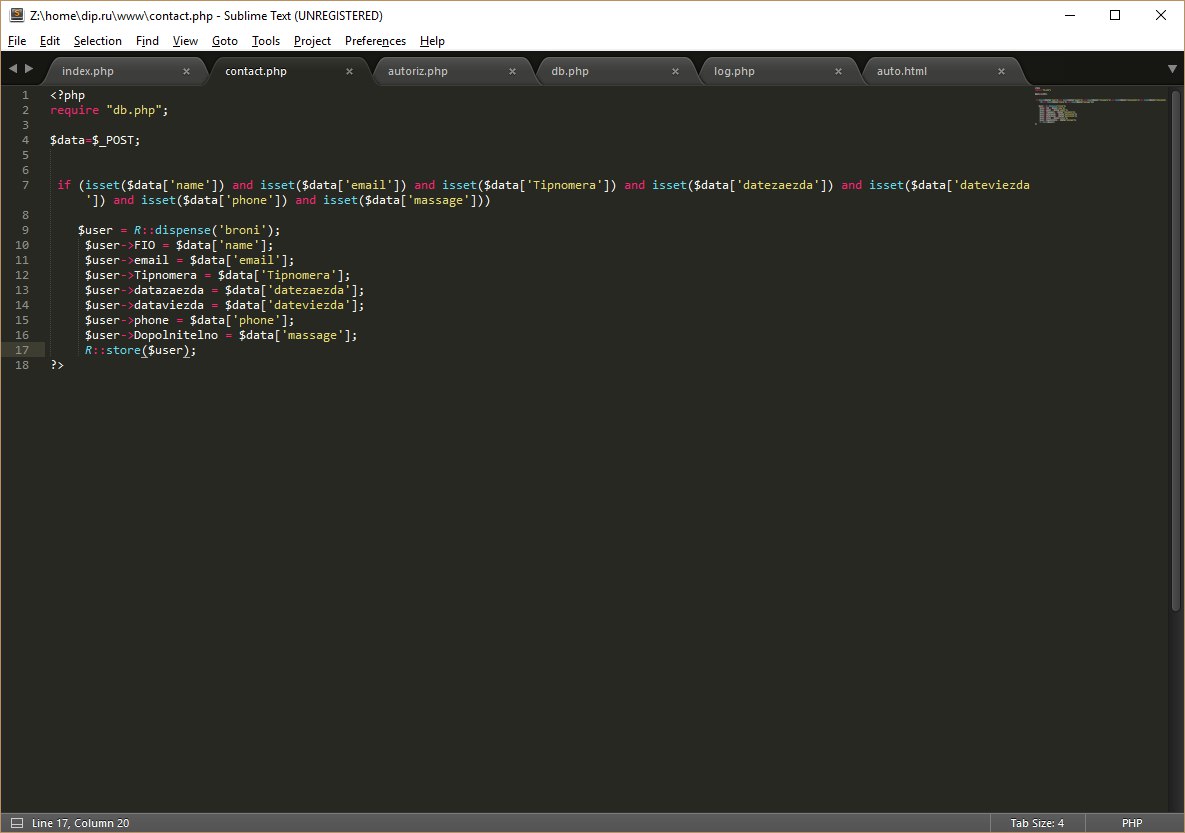 Z:\home\dip.ru\www\contact.php - Sublime Text (UNREGISTERED)
File Edit Selection Find View Goto Tools Project Preferences Help
index.php × contact.php × autoriz.php × db.php × log.php × auto.html ×
1 <?php
2 require "db.php";
3
4 $data=$_POST;
5
6
7 if (isset($data['name']) and isset($data['email']) and isset($data['Tipnomera']) and isset($data['datezaezda']) and isset($data['dateviezda
']) and isset($data['phone']) and isset($data['massage']))
8
9 $user = R::dispense('broni');
10 $user->FIO = $data['name'];
11 $user->email = $data['email'];
12 $user->Tipnomera = $data['Tipnomera'];
13 $user->datazaezda = $data['datezaezda'];
14 $user->dataviezda = $data['dateviezda'];
15 $user->phone = $data['phone'];
16 $user->Dopolnitelno = $data['massage'];
17 R::store($user);
18 ?>
Line 17, Column 20 Tab Size: 4 PHP